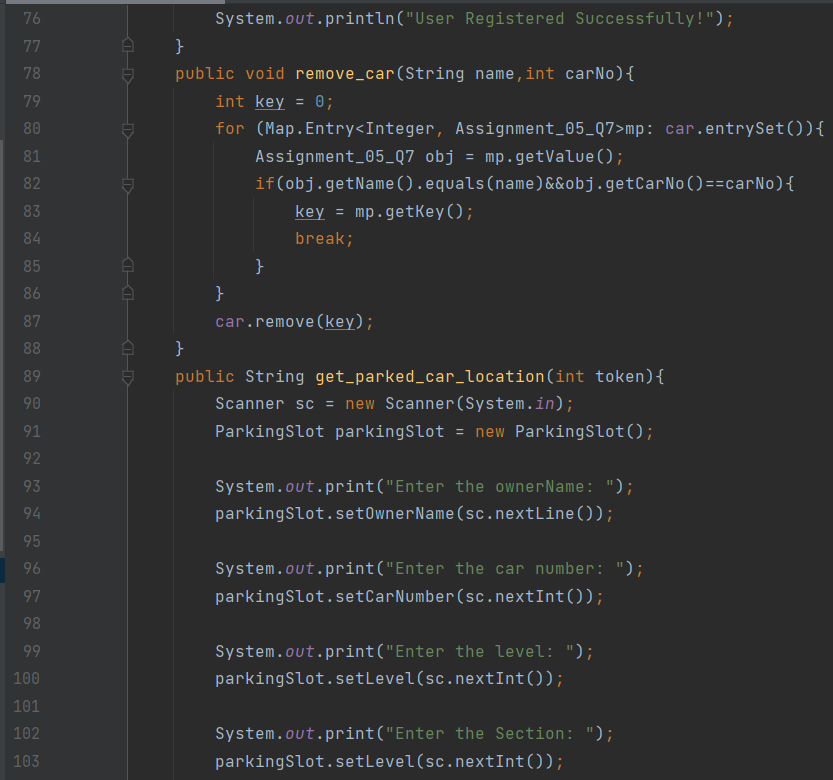 76 System.out.println("User Registered Successfully!");
77 }
78 public void remove_car(String name,int carNo){
79 int key = 0;
80 for (Map.Entry<Integer, Assignment_05_Q7>mp: car.entrySet()){
81 Assignment_05_Q7 obj = mp.getValue();
82 if(obj.getName().equals(name)&&obj.getCarNo()==carNo){
83 key = mp.getKey();
84 break;
85 }
86 }
87 car.remove(key);
88 }
89 public String get_parked_car_location(int token){
90 Scanner sc = new Scanner(System.in);
91 ParkingSlot parkingSlot = new ParkingSlot();
92
93 System.out.print("Enter the ownerName: ");
94 parkingSlot.setOwnerName(sc.nextLine());
95
96 System.out.print("Enter the car number: ");
97 parkingSlot.setCarNumber(sc.nextInt());
98
99 System.out.print("Enter the level: ");
100 parkingSlot.setLevel(sc.nextInt());
101
102 System.out.print("Enter the Section: ");
103 parkingSlot.setLevel(sc.nextInt());